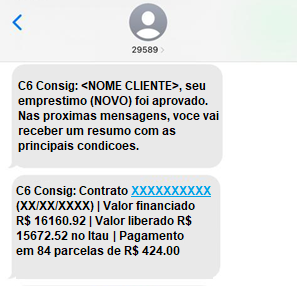 29589 >
C6 Consig: <NOME CLIENTE>, seu
emprestimo (NOVO) foi aprovado.
Nas proximas mensagens, voce vai
receber um resumo com as
principais condicoes.
C6 Consig: Contrato XXXXXXXXXX
(XX/XX/XXXX) | Valor financiado
R$ 16160.92 | Valor liberado R$
15672.52 no Itau | Pagamento
em 84 parcelas de R$ 424.00